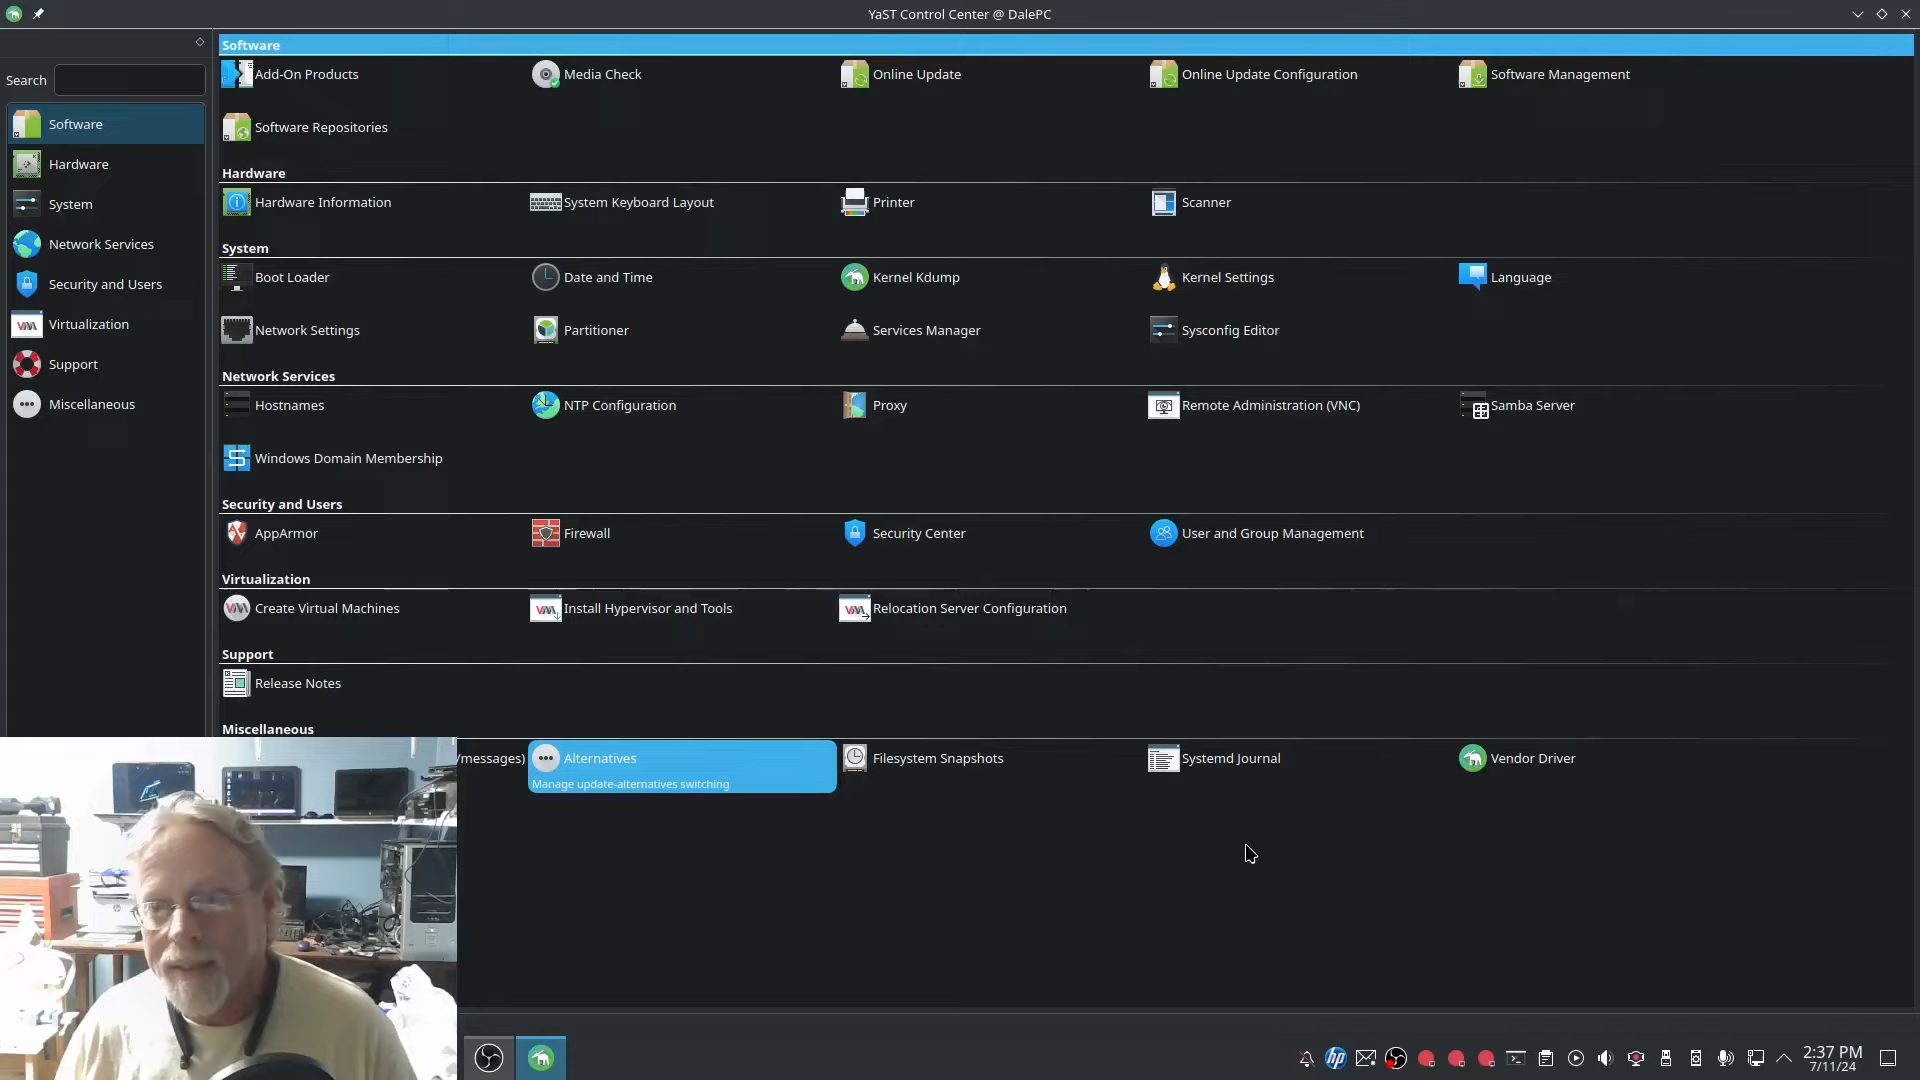 YaST Control Center @ DalePC
Search
Software
Hardware
System
Network Services
Security and Users
Virtualization
Support
Miscellaneous
Software
Add-On Products
Media Check
Online Update
Online Update Configuration
Software Management
Software Repositories
Hardware
Hardware Information
System Keyboard Layout
Printer
Scanner
System
Boot Loader
Date and Time
Kernel Kdump
Kernel Settings
Language
Network Settings
Partitioner
Services Manager
Sysconfig Editor
Network Services
Hostnames
NTP Configuration
Proxy
Remote Administration (VNC)
Samba Server
Windows Domain Membership
Security and Users
AppArmor
Firewall
Security Center
User and Group Management
Virtualization
Create Virtual Machines
Install Hypervisor and Tools
Relocation Server Configuration
Support
Release Notes
Miscellaneous
/messages)
Alternatives
Manage update-alternatives switching
Filesystem Snapshots
Systemd Journal
Vendor Driver
hp
2:37 PM
7/11/24